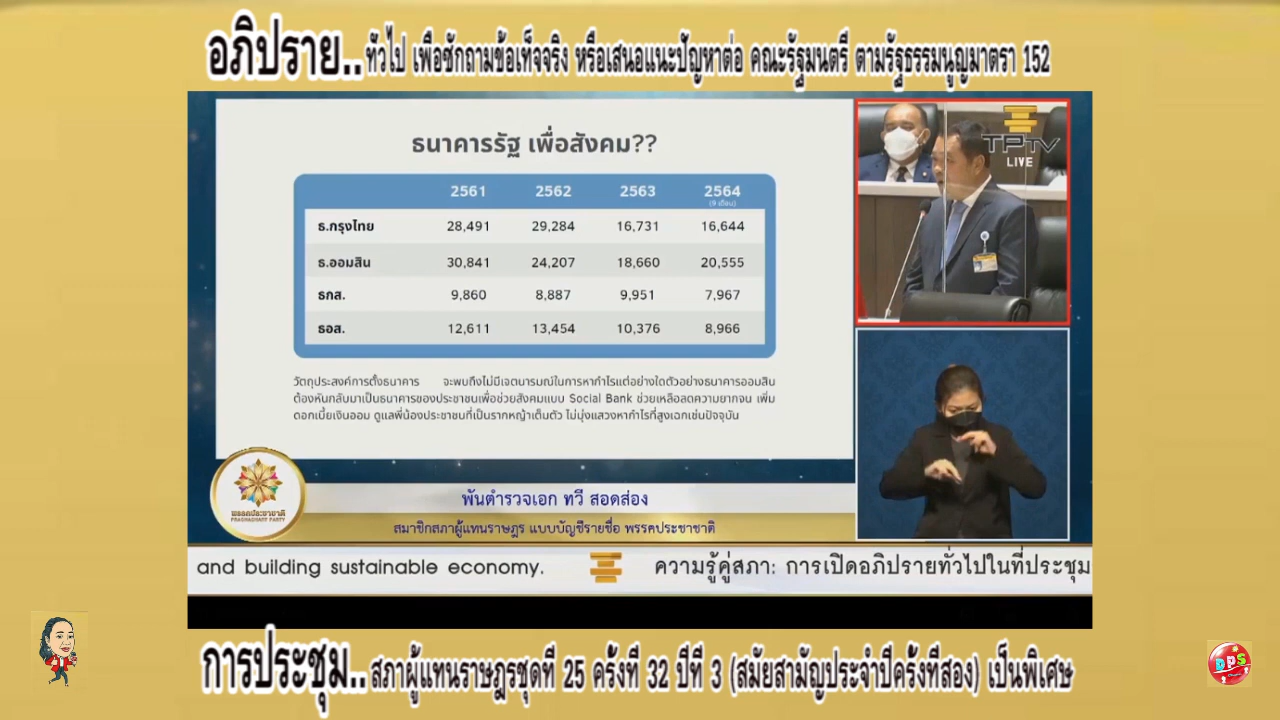 อภิปราย.. ทั่วไป เพื่อซักถามข้อเท็จจริง หรือเสนอแนะปัญหาต่อ คณะรัฐมนตรี ตามรัฐธรรมนูญมาตรา 152
ธนาคารรัฐ เพื่อสังคม??
2561 2562 2563 2564
(9 เดือน)
ธ.กรุงไทย 28,491 29,284 16,731 16,644
ธ.ออมสิน 30,841 24,207 18,660 20,555
ธกส. 9,860 8,887 9,951 7,967
ธอส. 12,611 13,454 10,376 8,966
วัตถุประสงค์การตั้งธนาคาร จะพบถึงไม่มีเจตนารมณ์ในการหากำไรแต่อย่างใดตัวอย่างธนาคารออมสิน
ต้องหันกลับมาเป็นธนาคารของประชาชนเพื่อช่วยสังคมแบบ Social Bank ช่วยเหลือลดความยากจน เพิ่ม
ดอกเบี้ยเงินออม ดูแลพี่น้องประชาชนที่เป็นรากหญ้าเต็มตัว ไม่มุ่งแสวงหากำไรที่สูงเฉกเช่นปัจจุบัน
TPTV
LIVE
พรรคประชาชาติ
PRACHACHART PARTY
พันตำรวจเอก ทวี สอดส่อง
สมาชิกสภาผู้แทนราษฎร แบบบัญชีรายชื่อ พรรคประชาชาติ
and building sustainable economy. ความรู้คู่สภา: การเปิดอภิปรายทั่วไปในที่ประชุม
การประชุม.. สภาผู้แทนราษฎรชุดที่ 25 ครั้งที่ 32 ปีที่ 3 (สมัยสามัญประจำปีครั้งที่สอง) เป็นพิเศษ
DPS